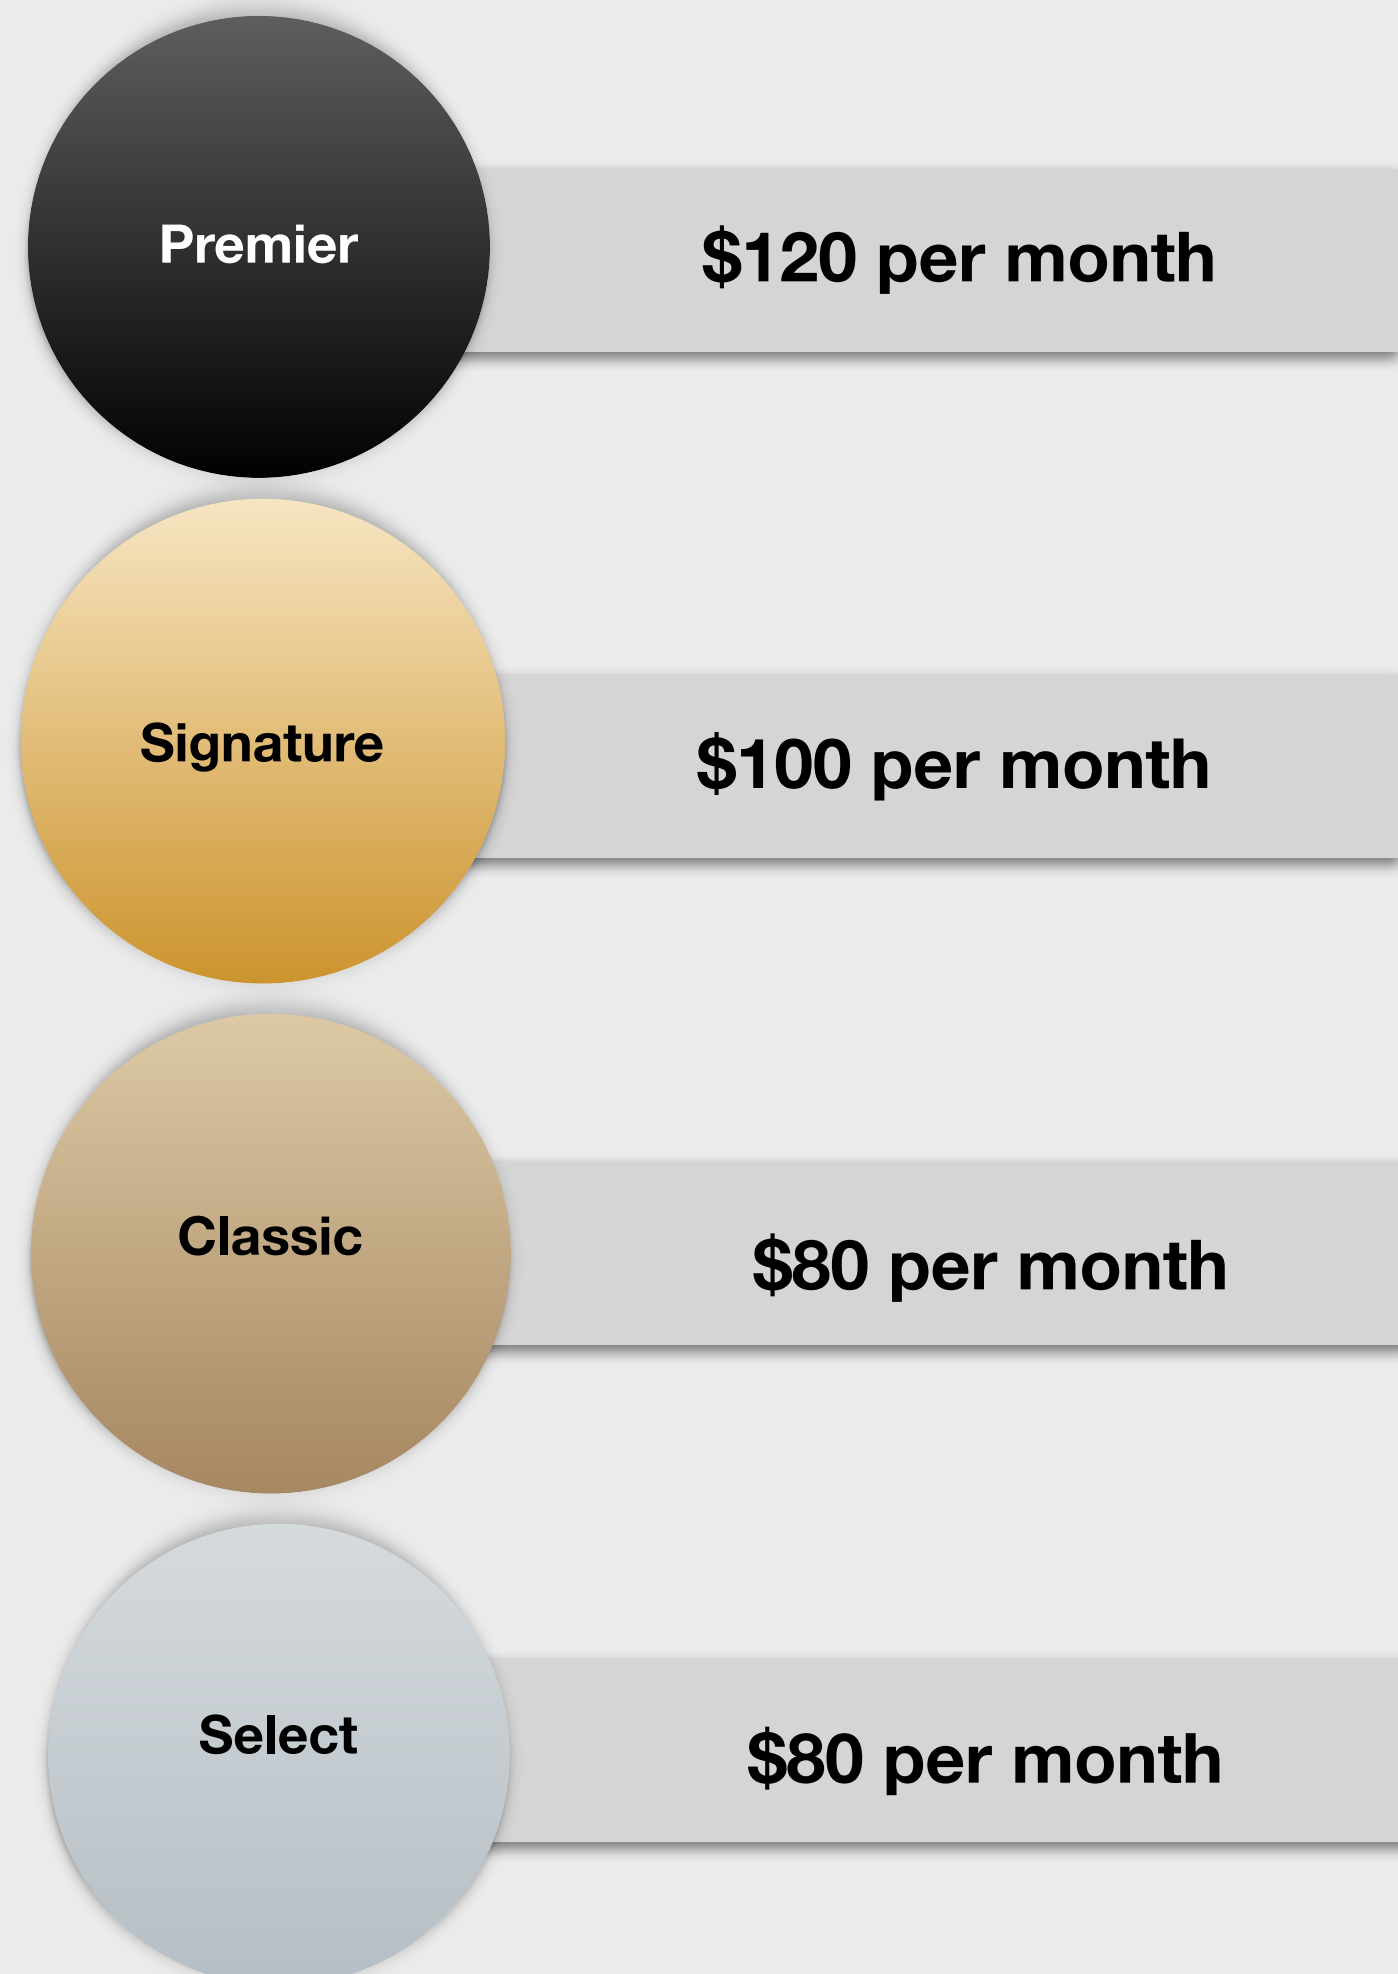 Premier
$120 per month
Signature
$100 per month
Classic
$80 per month
Select
$80 per month